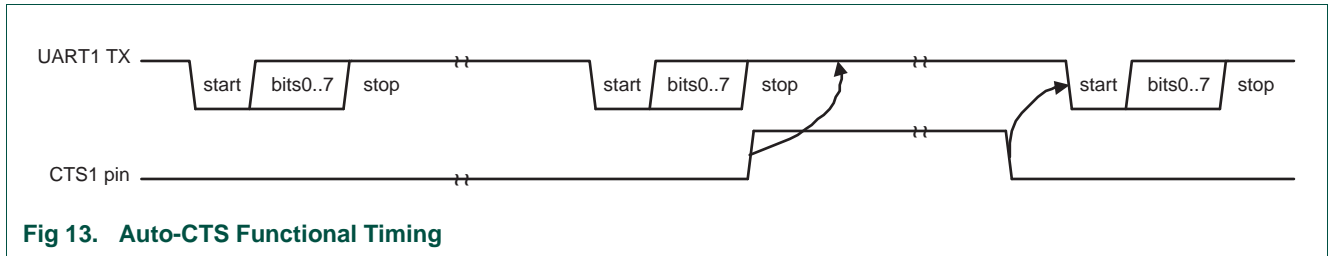 UART1 TX
start bits0..7 stop start bits0..7 stop start bits0..7 stop
CTS1 pin
Fig 13. Auto-CTS Functional Timing